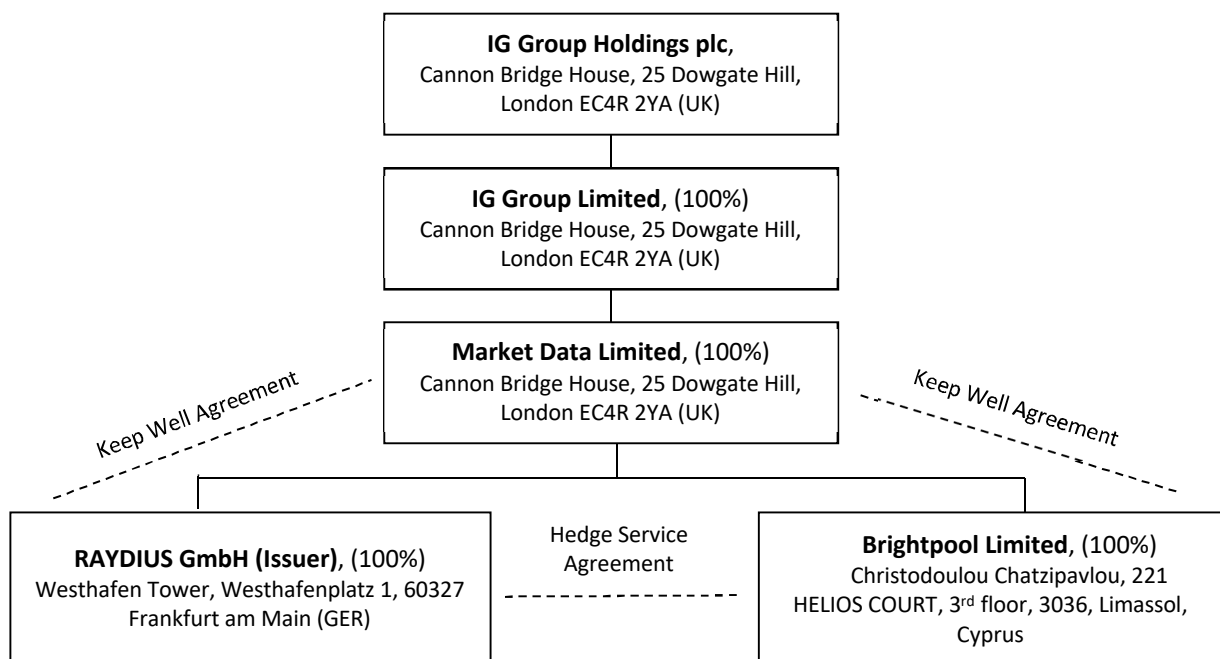 IG Group Holdings plc,
Cannon Bridge House, 25 Dowgate Hill,
London EC4R 2YA (UK)
IG Group Limited, (100%)
Cannon Bridge House, 25 Dowgate Hill,
London EC4R 2YA (UK)
Market Data Limited, (100%)
Cannon Bridge House, 25 Dowgate Hill,
London EC4R 2YA (UK)
Keep Well Agreement
Keep Well Agreement
RAYDIUS GmbH (Issuer), (100%)
Westhafen Tower, Westhafenplatz 1, 60327
Frankfurt am Main (GER)
Hedge Service
Agreement
Brightpool Limited, (100%)
Christodoulou Chatzipavlou, 221
HELIOS COURT, 3rd floor, 3036, Limassol,
Cyprus